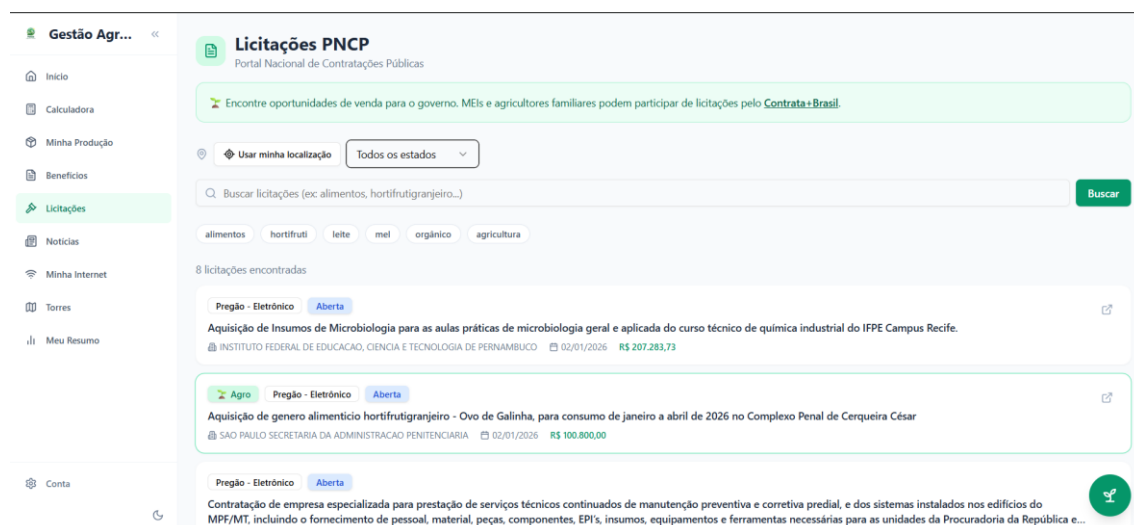 Gestão Agr...
Início
Calculadora
Minha Produção
Benefícios
Licitações
Notícias
Minha Internet
Torres
Meu Resumo
Conta
Licitações PNCP
Portal Nacional de Contratações Públicas
Encontre oportunidades de venda para o governo. MEIs e agricultores familiares podem participar de licitações pelo Contrata+Brasil.
Usar minha localização Todos os estados
Buscar licitações (ex: alimentos, hortifrutigranjeiro...) Buscar
alimentos hortifruti leite mel orgânico agricultura
8 licitações encontradas
Pregão - Eletrônico Aberta
Aquisição de Insumos de Microbiologia para as aulas práticas de microbiologia geral e aplicada do curso técnico de química industrial do IFPE Campus Recife.
INSTITUTO FEDERAL DE EDUCACAO, CIENCIA E TECNOLOGIA DE PERNAMBUCO 02/01/2026 R$ 207.283,73
Agro Pregão - Eletrônico Aberta
Aquisição de genero alimenticio hortifrutigranjeiro - Ovo de Galinha, para consumo de janeiro a abril de 2026 no Complexo Penal de Cerqueira César
SAO PAULO SECRETARIA DA ADMINISTRACAO PENITENCIARIA 02/01/2026 R$ 100.800,00
Pregão - Eletrônico Aberta
Contratação de empresa especializada para prestação de serviços técnicos continuados de manutenção preventiva e corretiva predial, e dos sistemas instalados nos edifícios do
MPF/MT, incluindo o fornecimento de pessoal, material, peças, componentes, EPI's, insumos, equipamentos e ferramentas necessárias para as unidades da Procuradoria da República e...